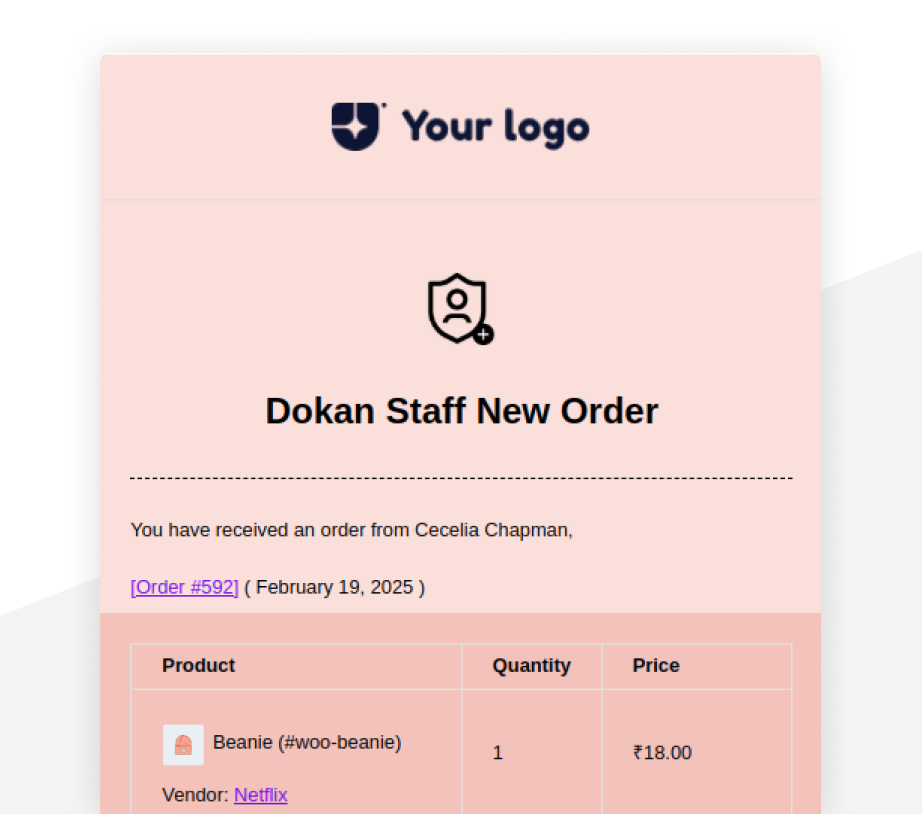 Your logo
Dokan Staff New Order
You have received an order from Cecelia Chapman,
[Order #592] ( February 19, 2025 )
Product Quantity Price
Beanie (#woo-beanie) 1 ₹18.00
Vendor: Netflix